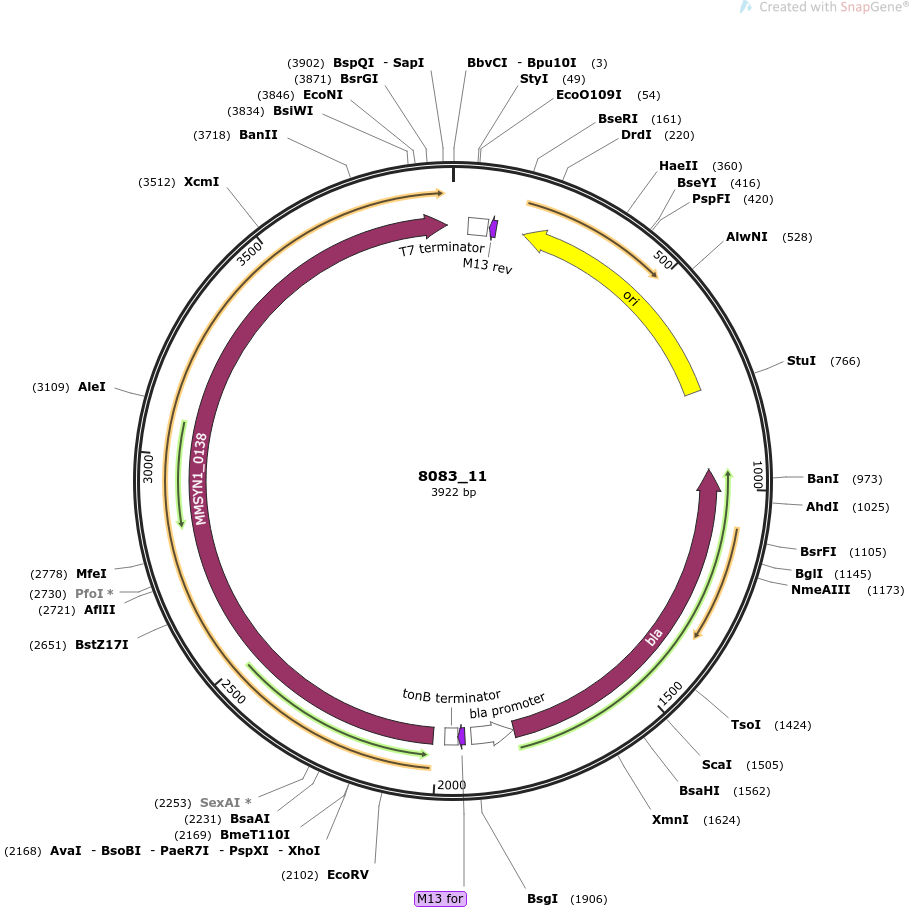 Created with SnapGene®
(3902) BspQI - SapI
BbvCI - Bpu10I (3)
(3871) BsrGI
StyI (49)
(3846) EcoNI
EcoO109I (54)
(3834) BsiWI
BseRI (161)
(3718) BanII
DrdI (220)
HaeII (360)
(3512) XcmI
BseYI (416)
PspFI (420)
AlwNI (528)
T7 terminator
M13 rev
3500
500
ori
StuI (766)
(3109) AleI
MMSYN1_0138
3000
1000
8083_11
3922 bp
BanI (973)
AhdI (1025)
BsrFI (1105)
(2778) MfeI
BglI (1145)
(2730) PfoI *
NmeAIII (1173)
(2721) AflII
(2651) BstZ17I
bla
2500
1500
tonB terminator
bla promoter
TsoI (1424)
ScaI (1505)
2000
BsaHI (1562)
(2253) SexAI *
(2231) BsaAI
XmnI (1624)
(2169) BmeT110I
(2168) AvaI - BsoBI - PaeR7I - PspXI - XhoI
(2102) EcoRV
M13 for
BsgI (1906)